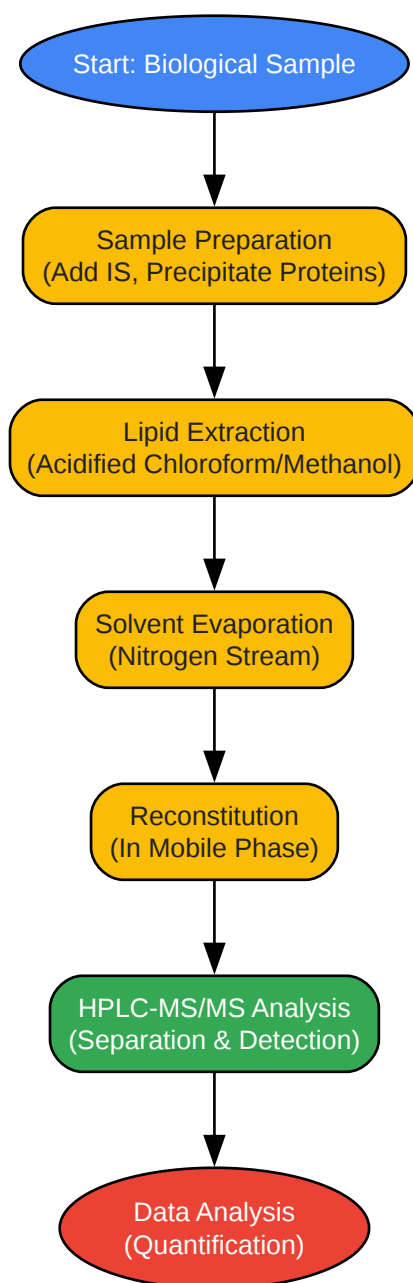 Start: Biological Sample
Sample Preparation
(Add IS, Precipitate Proteins)
Lipid Extraction
(Acidified Chloroform/Methanol)
Solvent Evaporation
(Nitrogen Stream)
Reconstitution
(In Mobile Phase)
HPLC-MS/MS Analysis
(Separation & Detection)
Data Analysis
(Quantification)